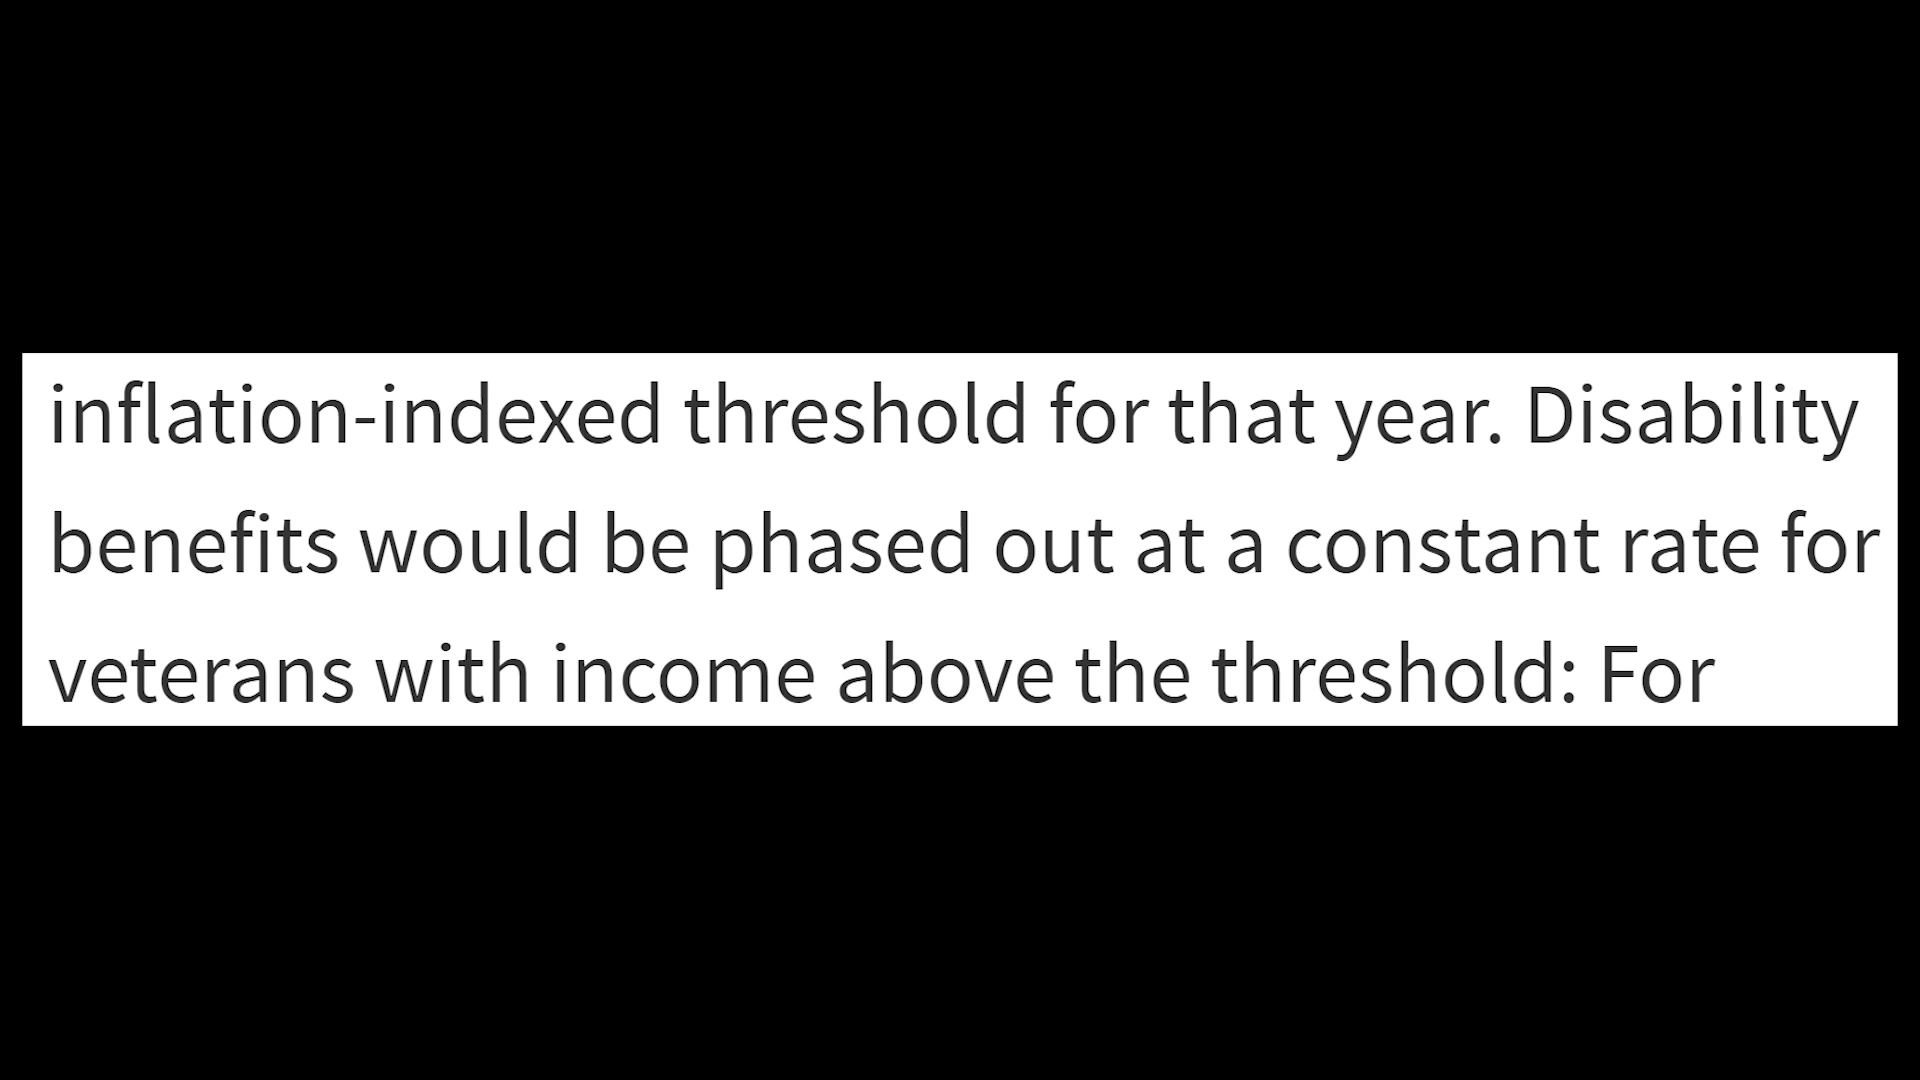 inflation-indexed threshold for that year. Disability
benefits would be phased out at a constant rate for
veterans with income above the threshold: For